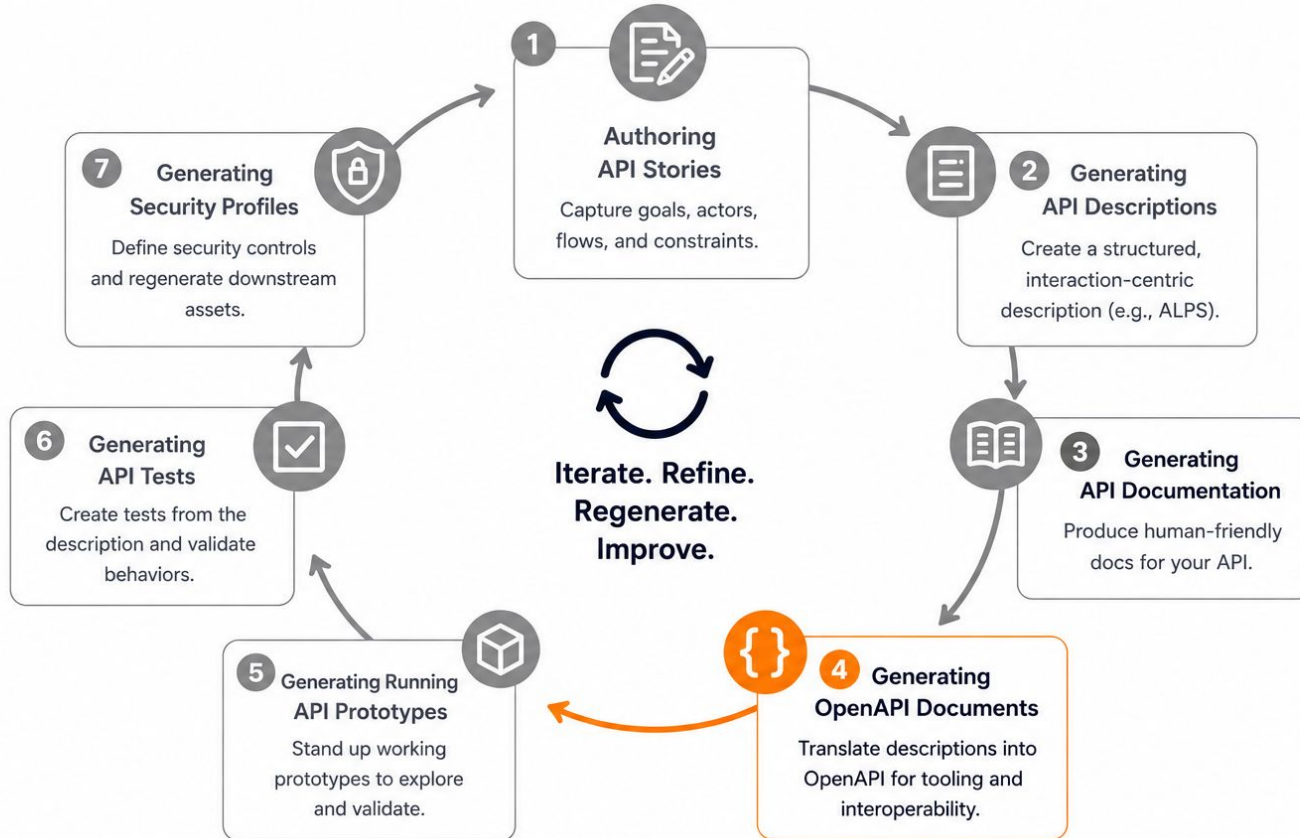 1
Authoring
API Stories
Capture goals, actors,
flows, and constraints.
2
Generating
API Descriptions
Create a structured,
interaction-centric
description (e.g., ALPS).
3
Generating
API Documentation
Produce human-friendly
docs for your API.
{ } 4
Generating
OpenAPI Documents
Translate descriptions into
OpenAPI for tooling and
interoperability.
5
Generating Running
API Prototypes
Stand up working
prototypes to explore
and validate.
6
Generating
API Tests
Create tests from the
description and validate
behaviors.
7
Generating
Security Profiles
Define security controls
and regenerate downstream
assets.
Iterate. Refine.
Regenerate.
Improve.